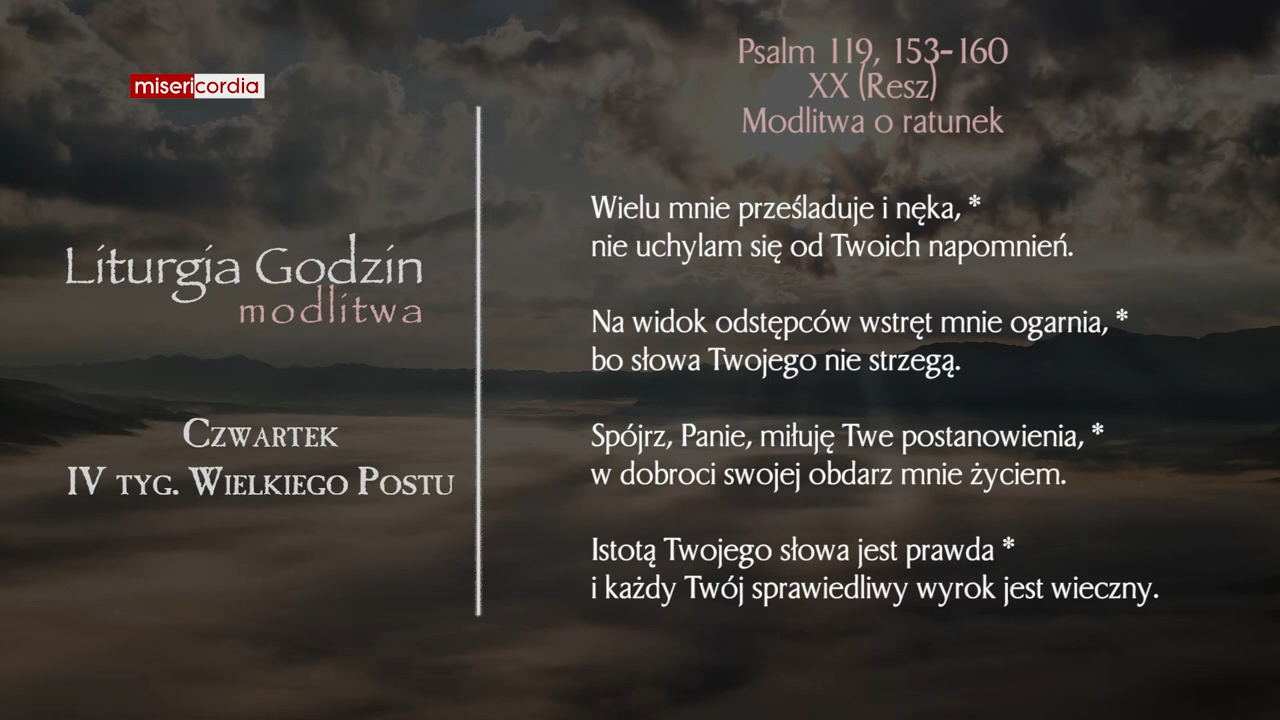 misericordia
Liturgia Godzin
modlitwa
Czwartek
IV tyg. Wielkiego Postu
Psalm 119, 153-160
XX (Resz)
Modlitwa o ratunek
Wielu mnie prześladuje i nęka, *
nie uchylam się od Twoich napomnień.
Na widok odstępców wstręt mnie ogarnia, *
bo słowa Twojego nie strzegą.
Spójrz, Panie, miłuję Twe postanowienia, *
w dobroci swojej obdarz mnie życiem.
Istotą Twojego słowa jest prawda *
i każdy Twój sprawiedliwy wyrok jest wieczny.